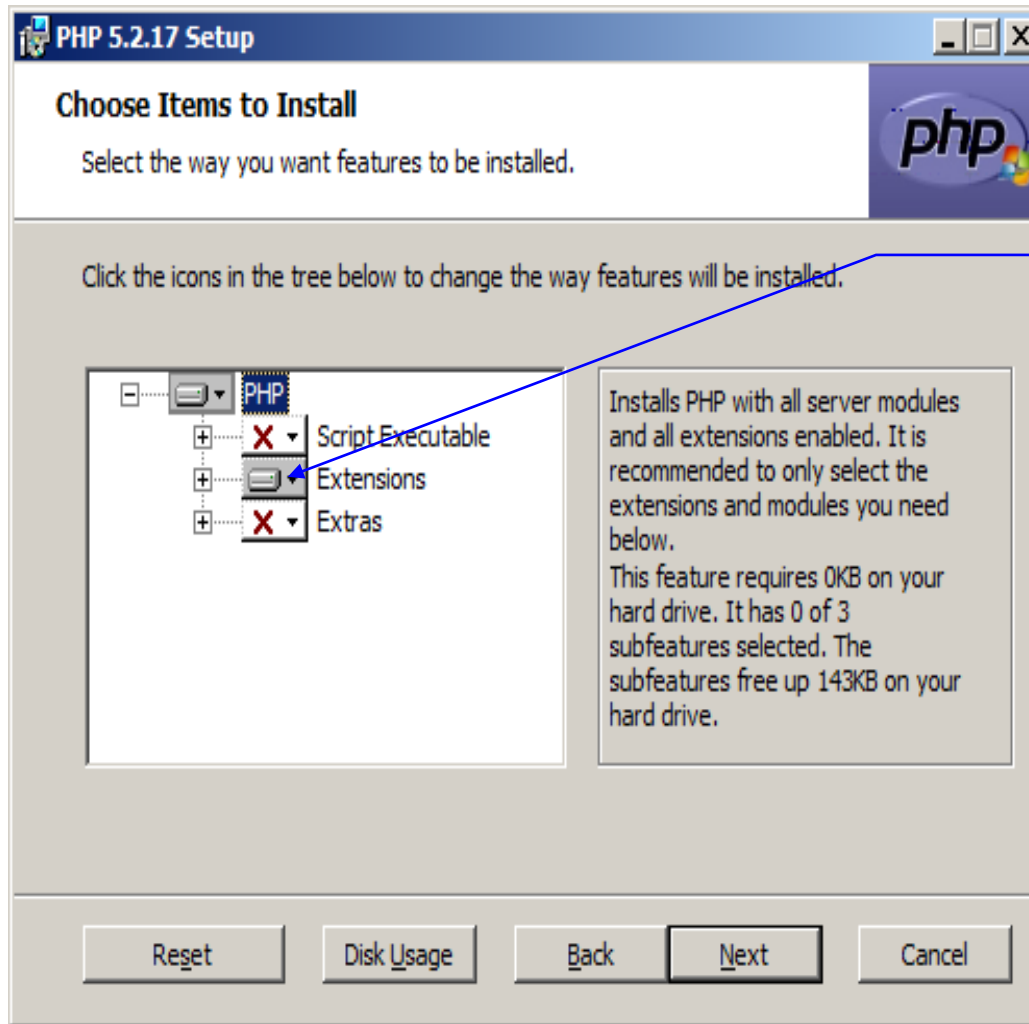 PHP 5.2.17 Setup
Choose Items to Install
Select the way you want features to be installed.
php
Click the icons in the tree below to change the way features will be installed.
PHP
Script Executable
Extensions
Extras
Installs PHP with all server modules
and all extensions enabled. It is
recommended to only select the
extensions and modules you need
below.
This feature requires 0KB on your
hard drive. It has 0 of 3
subfeatures selected. The
subfeatures free up 143KB on your
hard drive.
Reset
Disk Usage
Back
Next
Cancel